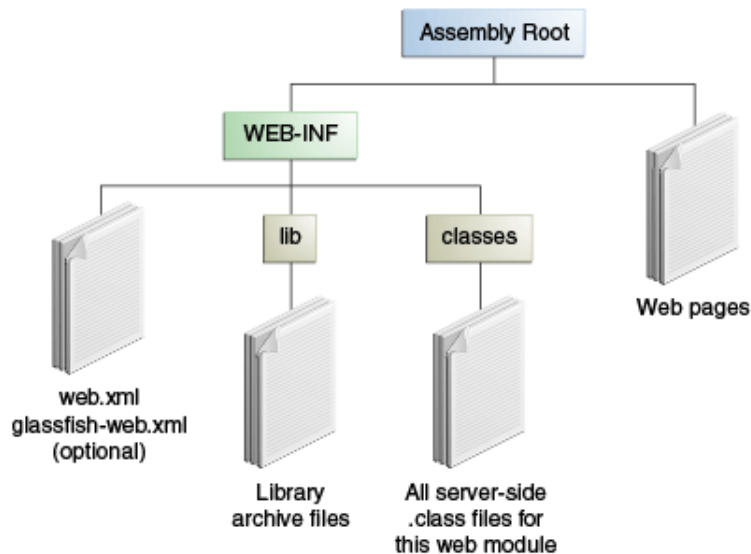 Assembly Root
WEB-INF
lib
classes
Web pages
web.xml
glassfish-web.xml
(optional)
Library
archive files
All server-side
.class files for
this web module